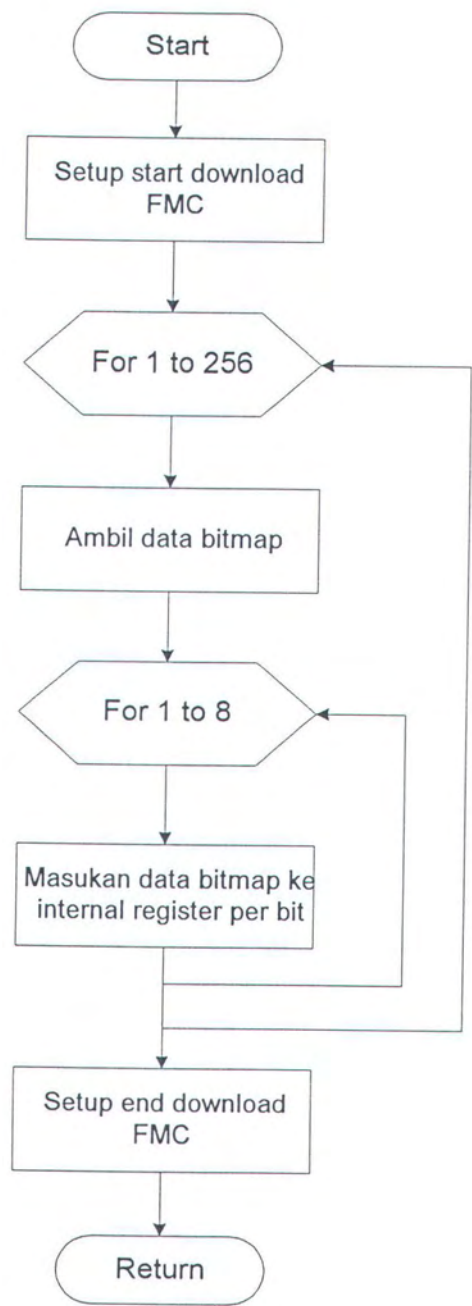 Start
Setup start download
FMC
For 1 to 256
Ambil data bitmap
For 1 to 8
Masukan data bitmap ke
internal register per bit
Setup end download
FMC
Return